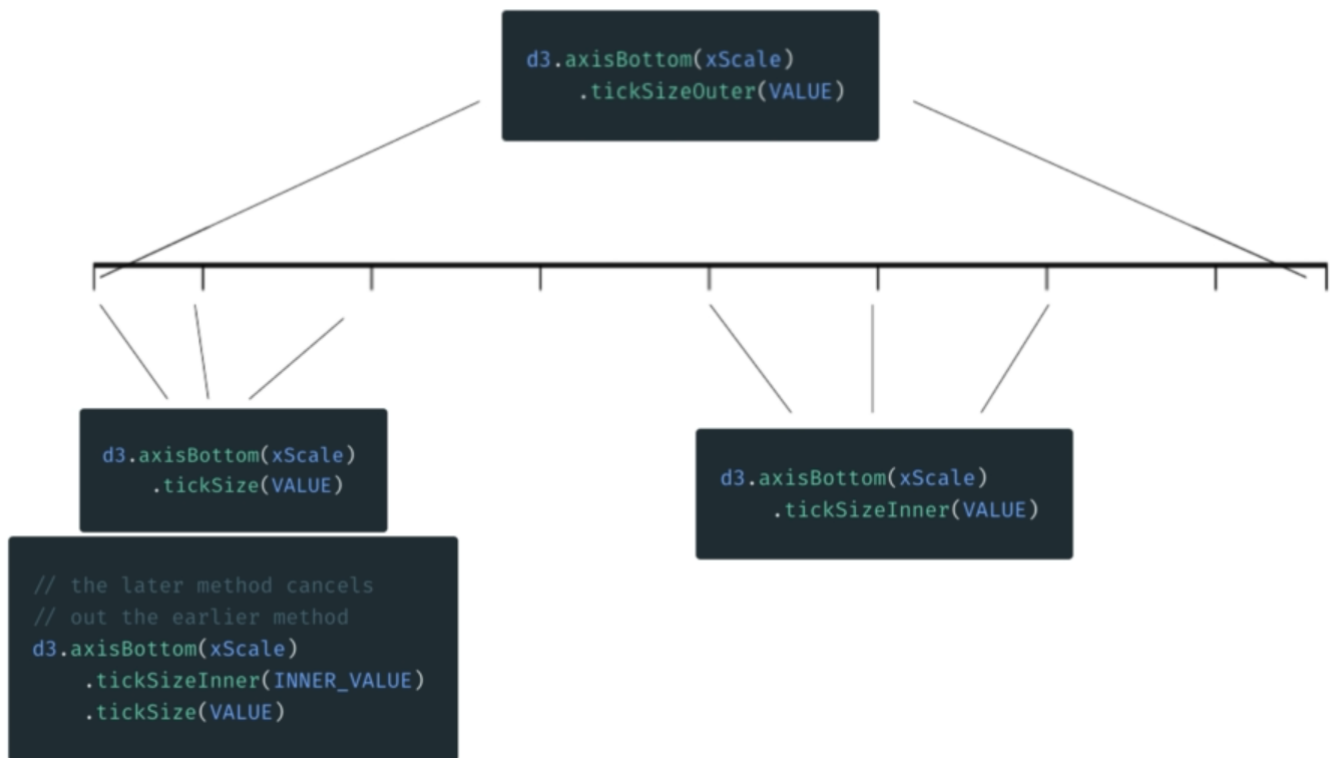 d3.axisBottom(xScale)
.tickSizeOuter(VALUE)
d3.axisBottom(xScale)
.tickSize(VALUE)
d3.axisBottom(xScale)
.tickSizeInner(VALUE)
// the later method cancels
// out the earlier method
d3.axisBottom(xScale)
.tickSizeInner(INNER_VALUE)
.tickSize(VALUE)